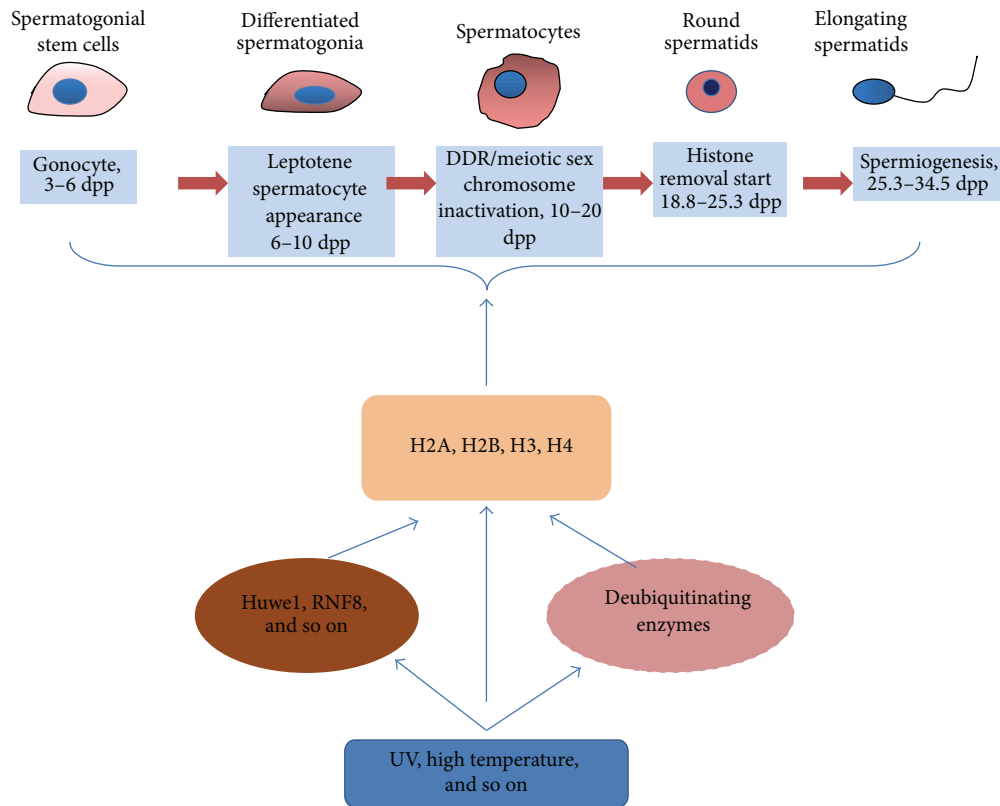 Spermatogonial
stem cells
Differentiated
spermatogonia
Spermatocytes
Round
spermatids
Elongating
spermatids
Gonocyte,
3–6 dpp
Leptotene
spermatocyte
appearance
6–10 dpp
DDR/meiotic sex
chromosome
inactivation, 10–20
dpp
Histone
removal start
18.8–25.3 dpp
Spermiogenesis,
25.3–34.5 dpp
H2A, H2B, H3, H4
Huwe1, RNF8,
and so on
Deubiquitinating
enzymes
UV, high temperature,
and so on